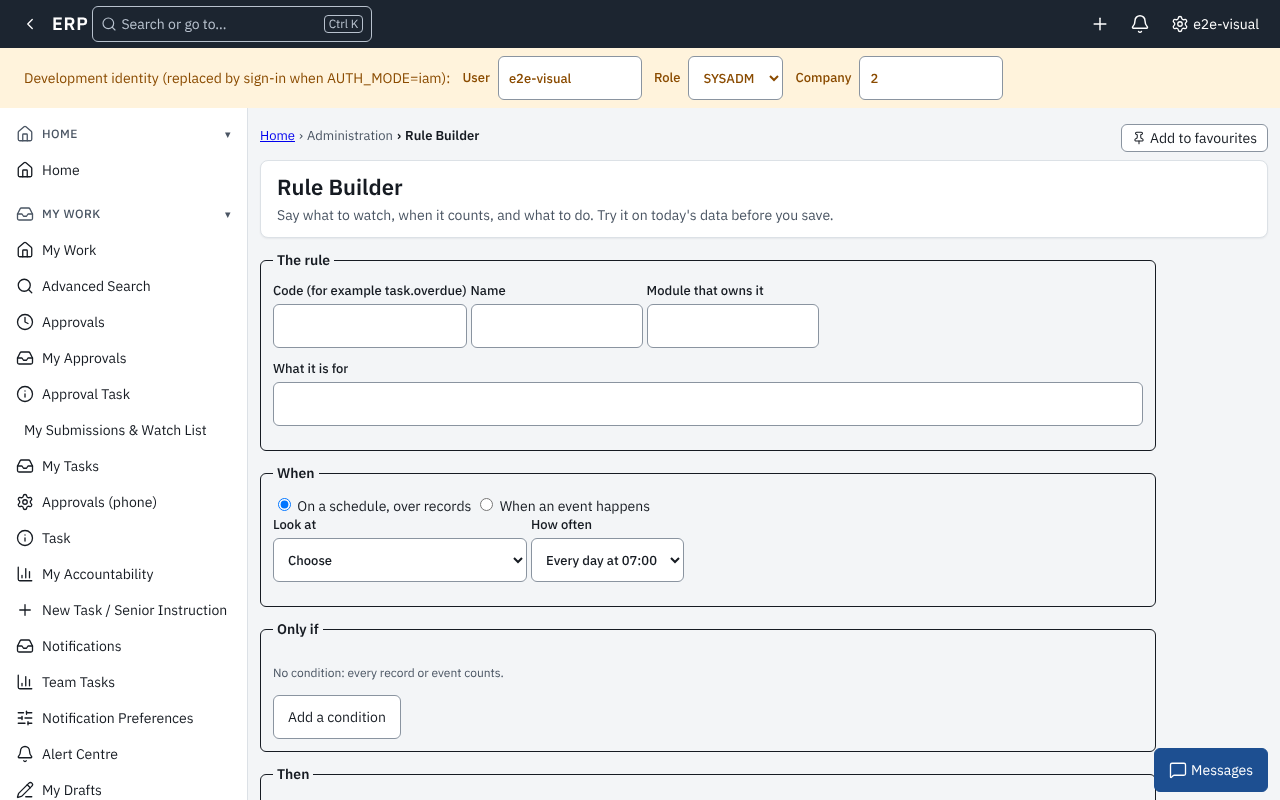 ERP Search or go to... Ctrl K e2e-visual
Development identity (replaced by sign-in when AUTH_MODE=iam): User e2e-visual Role SYSADM Company 2
HOME
Home
MY WORK
My Work
Advanced Search
Approvals
My Approvals
Approval Task
My Submissions & Watch List
My Tasks
Approvals (phone)
Task
My Accountability
New Task / Senior Instruction
Notifications
Team Tasks
Notification Preferences
Alert Centre
My Drafts
Home › Administration › Rule Builder
Add to favourites
Rule Builder
Say what to watch, when it counts, and what to do. Try it on today's data before you save.
The rule
Code (for example task.overdue) Name Module that owns it
What it is for
When
On a schedule, over records When an event happens
Look at How often
Choose Every day at 07:00
Only if
No condition: every record or event counts.
Add a condition
Then
Messages